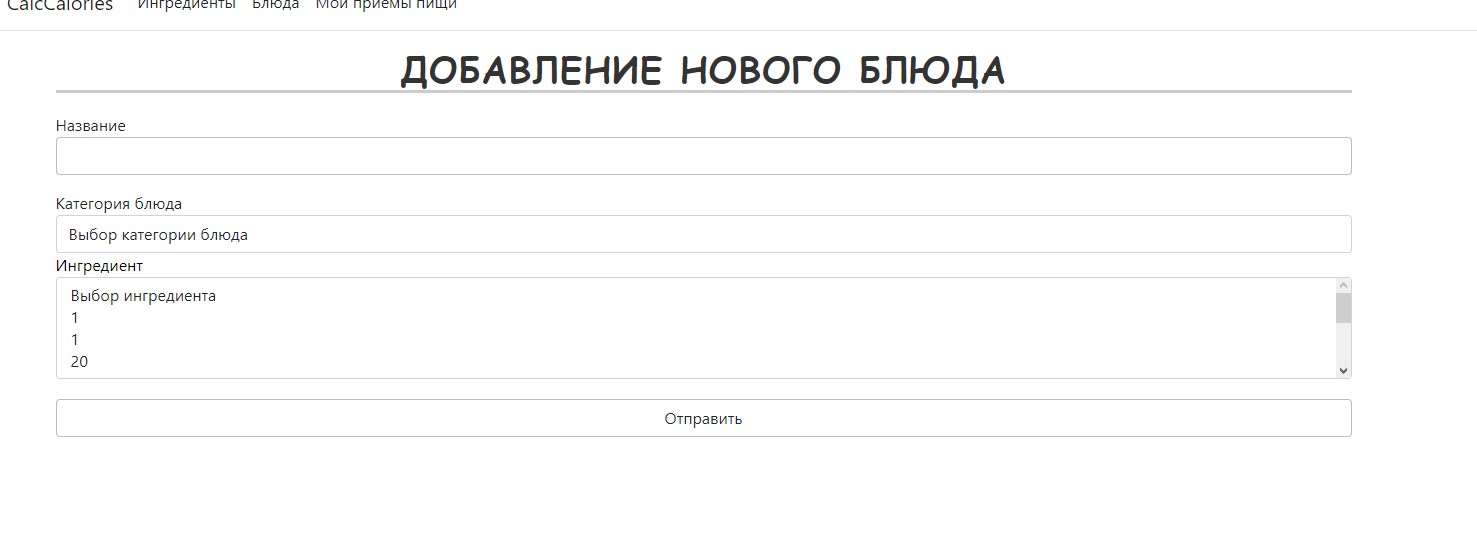 CalcCalories Ингредиенты Блюда Мои приемы пищи
ДОБАВЛЕНИЕ НОВОГО БЛЮДА
Название
Категория блюда
Выбор категории блюда
Ингредиент
Выбор ингредиента
1
1
20
Отправить